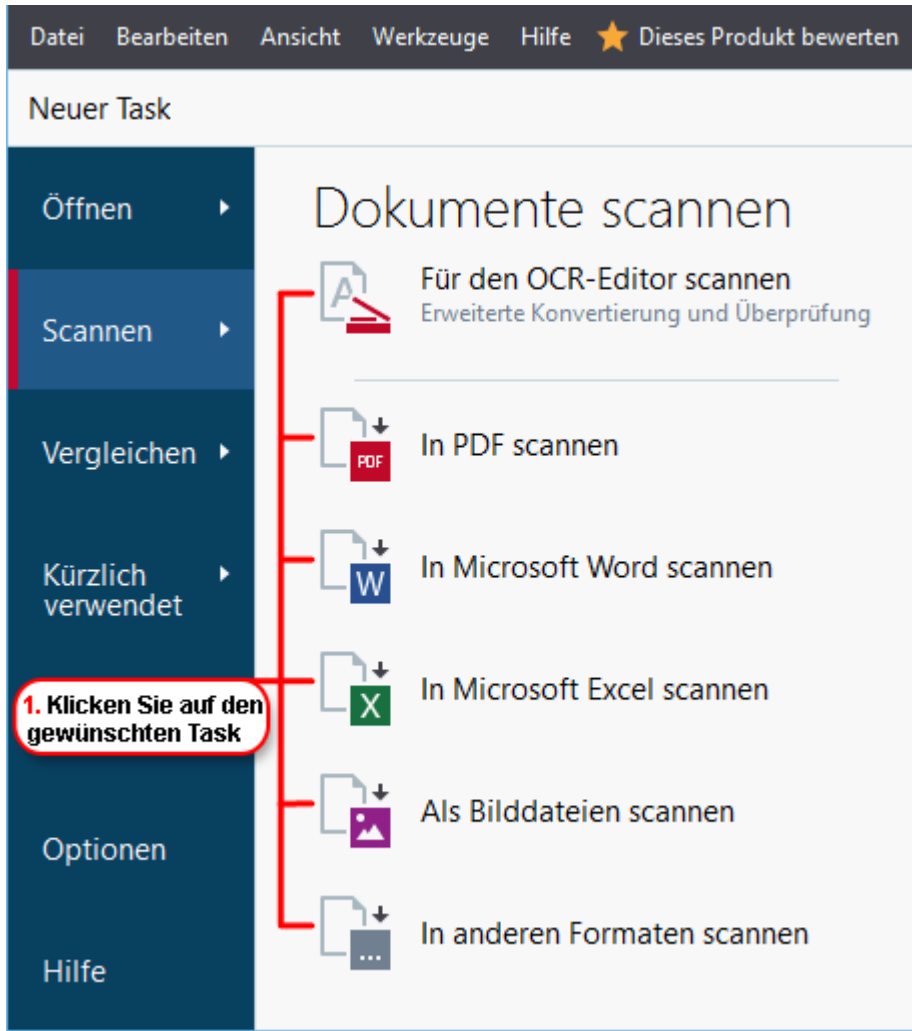 Datei Bearbeiten Ansicht Werkzeuge Hilfe Dieses Produkt bewerten
Neuer Task
Öffnen
Scannen
Vergleichen
Kürzlich
verwendet
1. Klicken Sie auf den
gewünschten Task
Optionen
Hilfe
Dokumente scannen
A
Für den OCR-Editor scannen
Erweiterte Konvertierung und Überprüfung
PDF
In PDF scannen
W
In Microsoft Word scannen
X
In Microsoft Excel scannen
Als Bilddateien scannen
...
In anderen Formaten scannen